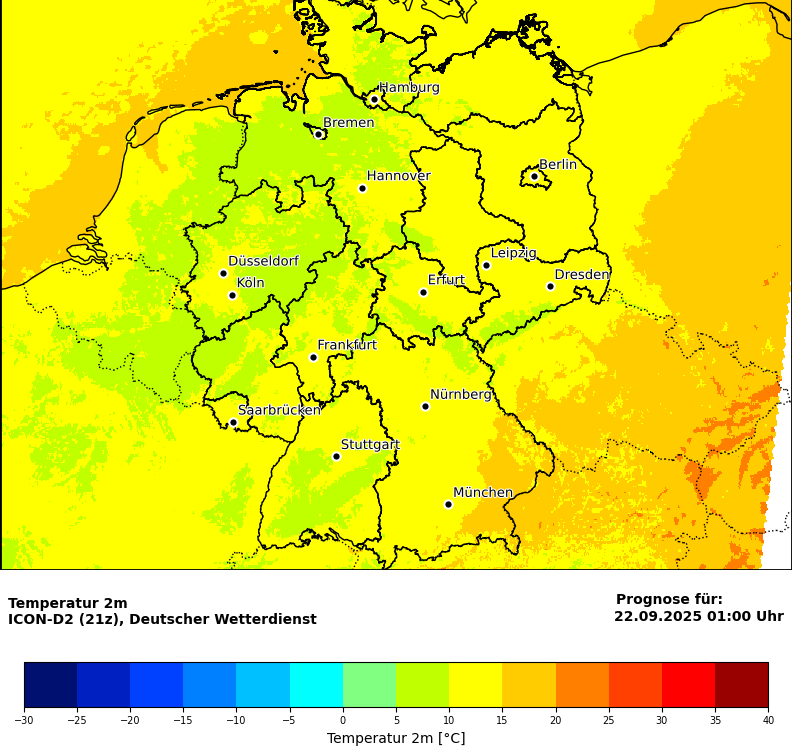 Hamburg
Bremen
Berlin
Hannover
Leipzig
Düsseldorf
Dresden
Köln
Erfurt
Frankfurt
Nürnberg
Saarbrücken
Stuttgart
München
Temperatur 2m
ICON-D2 (21z), Deutscher Wetterdienst
Prognose für:
22.09.2025 01:00 Uhr
−30 −25 −20 −15 −10 −5 0 5 10 15 20 25 30 35 40
Temperatur 2m [°C]